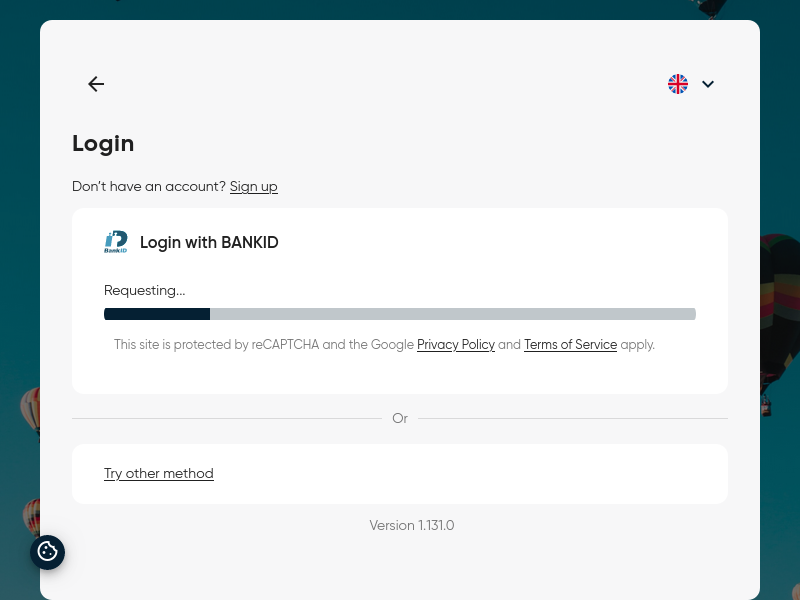 Login
Don't have an account? Sign up
BankID
Login with BANKID
Requesting...
This site is protected by reCAPTCHA and the Google Privacy Policy and Terms of Service apply.
Or
Try other method
Version 1.131.0